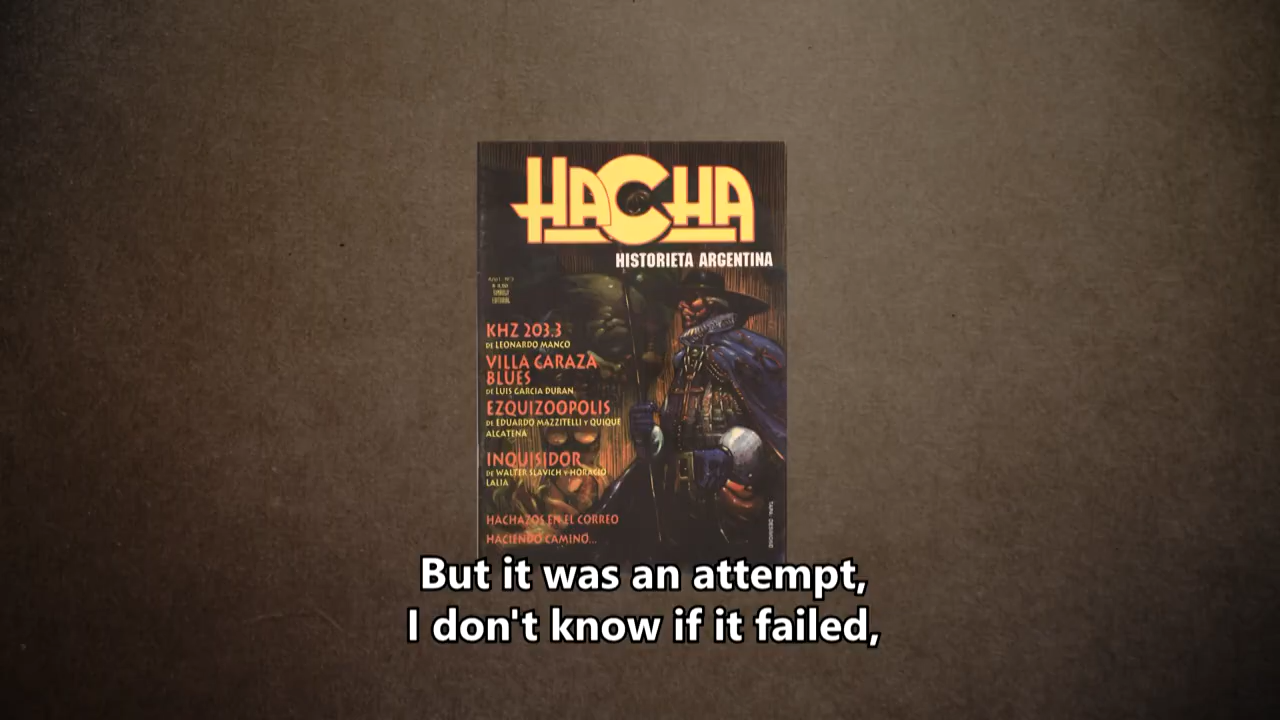 HACHA
HISTORIETA ARGENTINA
KHZ 203.3
DE LEONARDO MANCO
VILLA CARAZA
BLUES
DE LUIS GARCIA DURAN
EZQUIZOOPOLIS
DE EDUARDO MAZZITELLI Y QUIQUE
ALCATENA
INQUISIDOR
DE WALTER SLAVICH Y HORACIO
LALIA
HACHAZOS EN EL CORREO
HACIENDO CAMINO...
But it was an attempt,
I don't know if it failed,